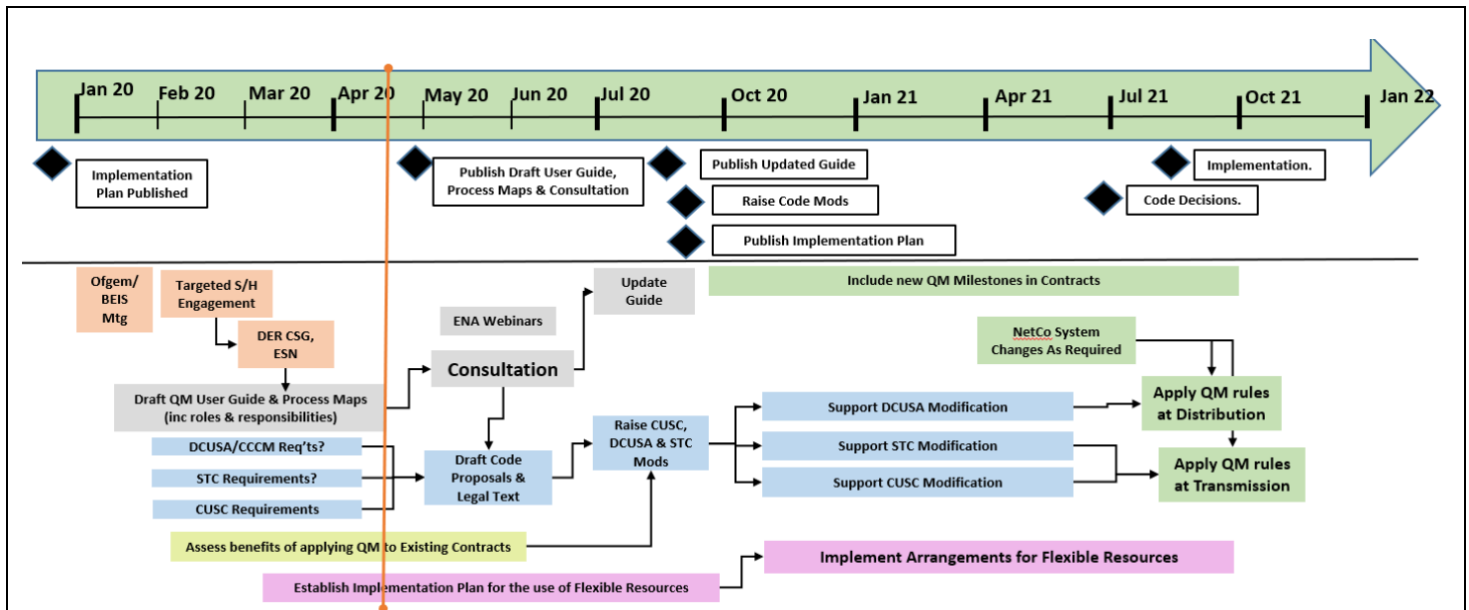 Jan 20
Feb 20
Mar 20
Apr 20
May 20
Jun 20
Jul 20
Oct 20
Jan 21
Apr 21
Jul 21
Oct 21
Jan 22
Implementation
Plan Published
Publish Draft User Guide,
Process Maps & Consultation
Publish Updated Guide
Raise Code Mods
Publish Implementation Plan
Implementation.
Code Decisions.
Ofgem/
BEIS
Mtg
Targeted S/H
Engagement
DER CSG,
ESN
ENA Webinars
Update
Guide
Include new QM Milestones in Contracts
NetCo System
Changes As Required
Consultation
Draft QM User Guide & Process Maps
(inc roles & responsibilities)
DCUSA/CCCM Req'ts?
STC Requirements?
CUSC Requirements
Draft Code
Proposals &
Legal Text
Raise CUSC,
DCUSA & STC
Mods
Support DCUSA Modification
Support STC Modification
Support CUSC Modification
Apply QM rules
at Distribution
Apply QM rules
at Transmission
Assess benefits of applying QM to Existing Contracts
Establish Implementation Plan for the use of Flexible Resources
Implement Arrangements for Flexible Resources